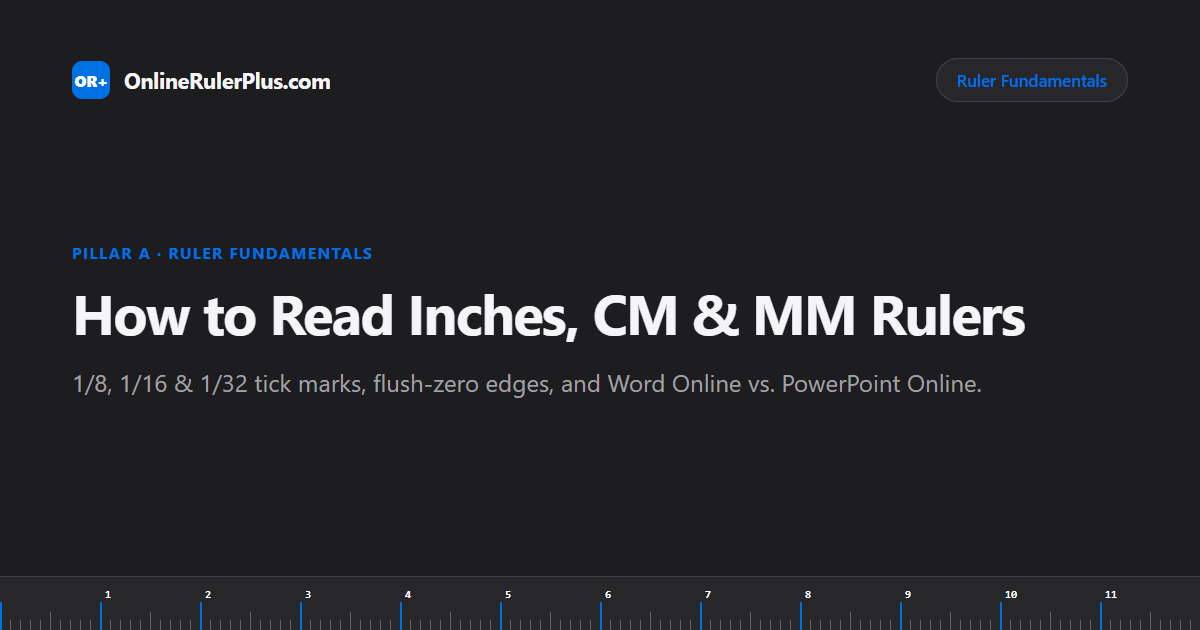 OR+ OnlineRulerPlus.com
Ruler Fundamentals
PILLAR A · RULER FUNDAMENTALS
How to Read Inches, CM & MM Rulers
1/8, 1/16 & 1/32 tick marks, flush-zero edges, and Word Online vs. PowerPoint Online.
1 2 3 4 5 6 7 8 9 10 11